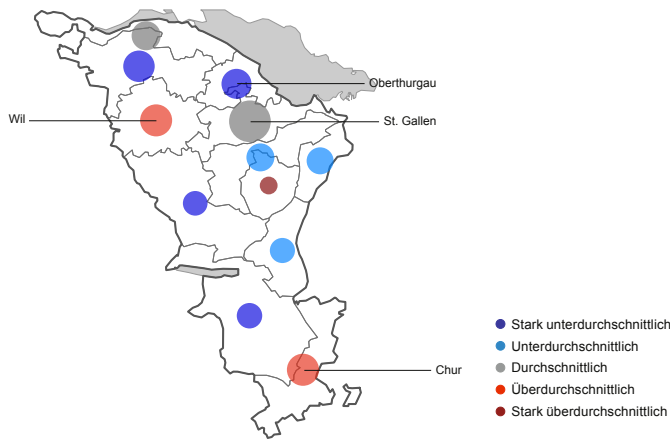 Oberthurgau
Wil
St. Gallen
Chur
Stark unterdurchschnittlich
Unterdurchschnittlich
Durchschnittlich
Überdurchschnittlich
Stark überdurchschnittlich